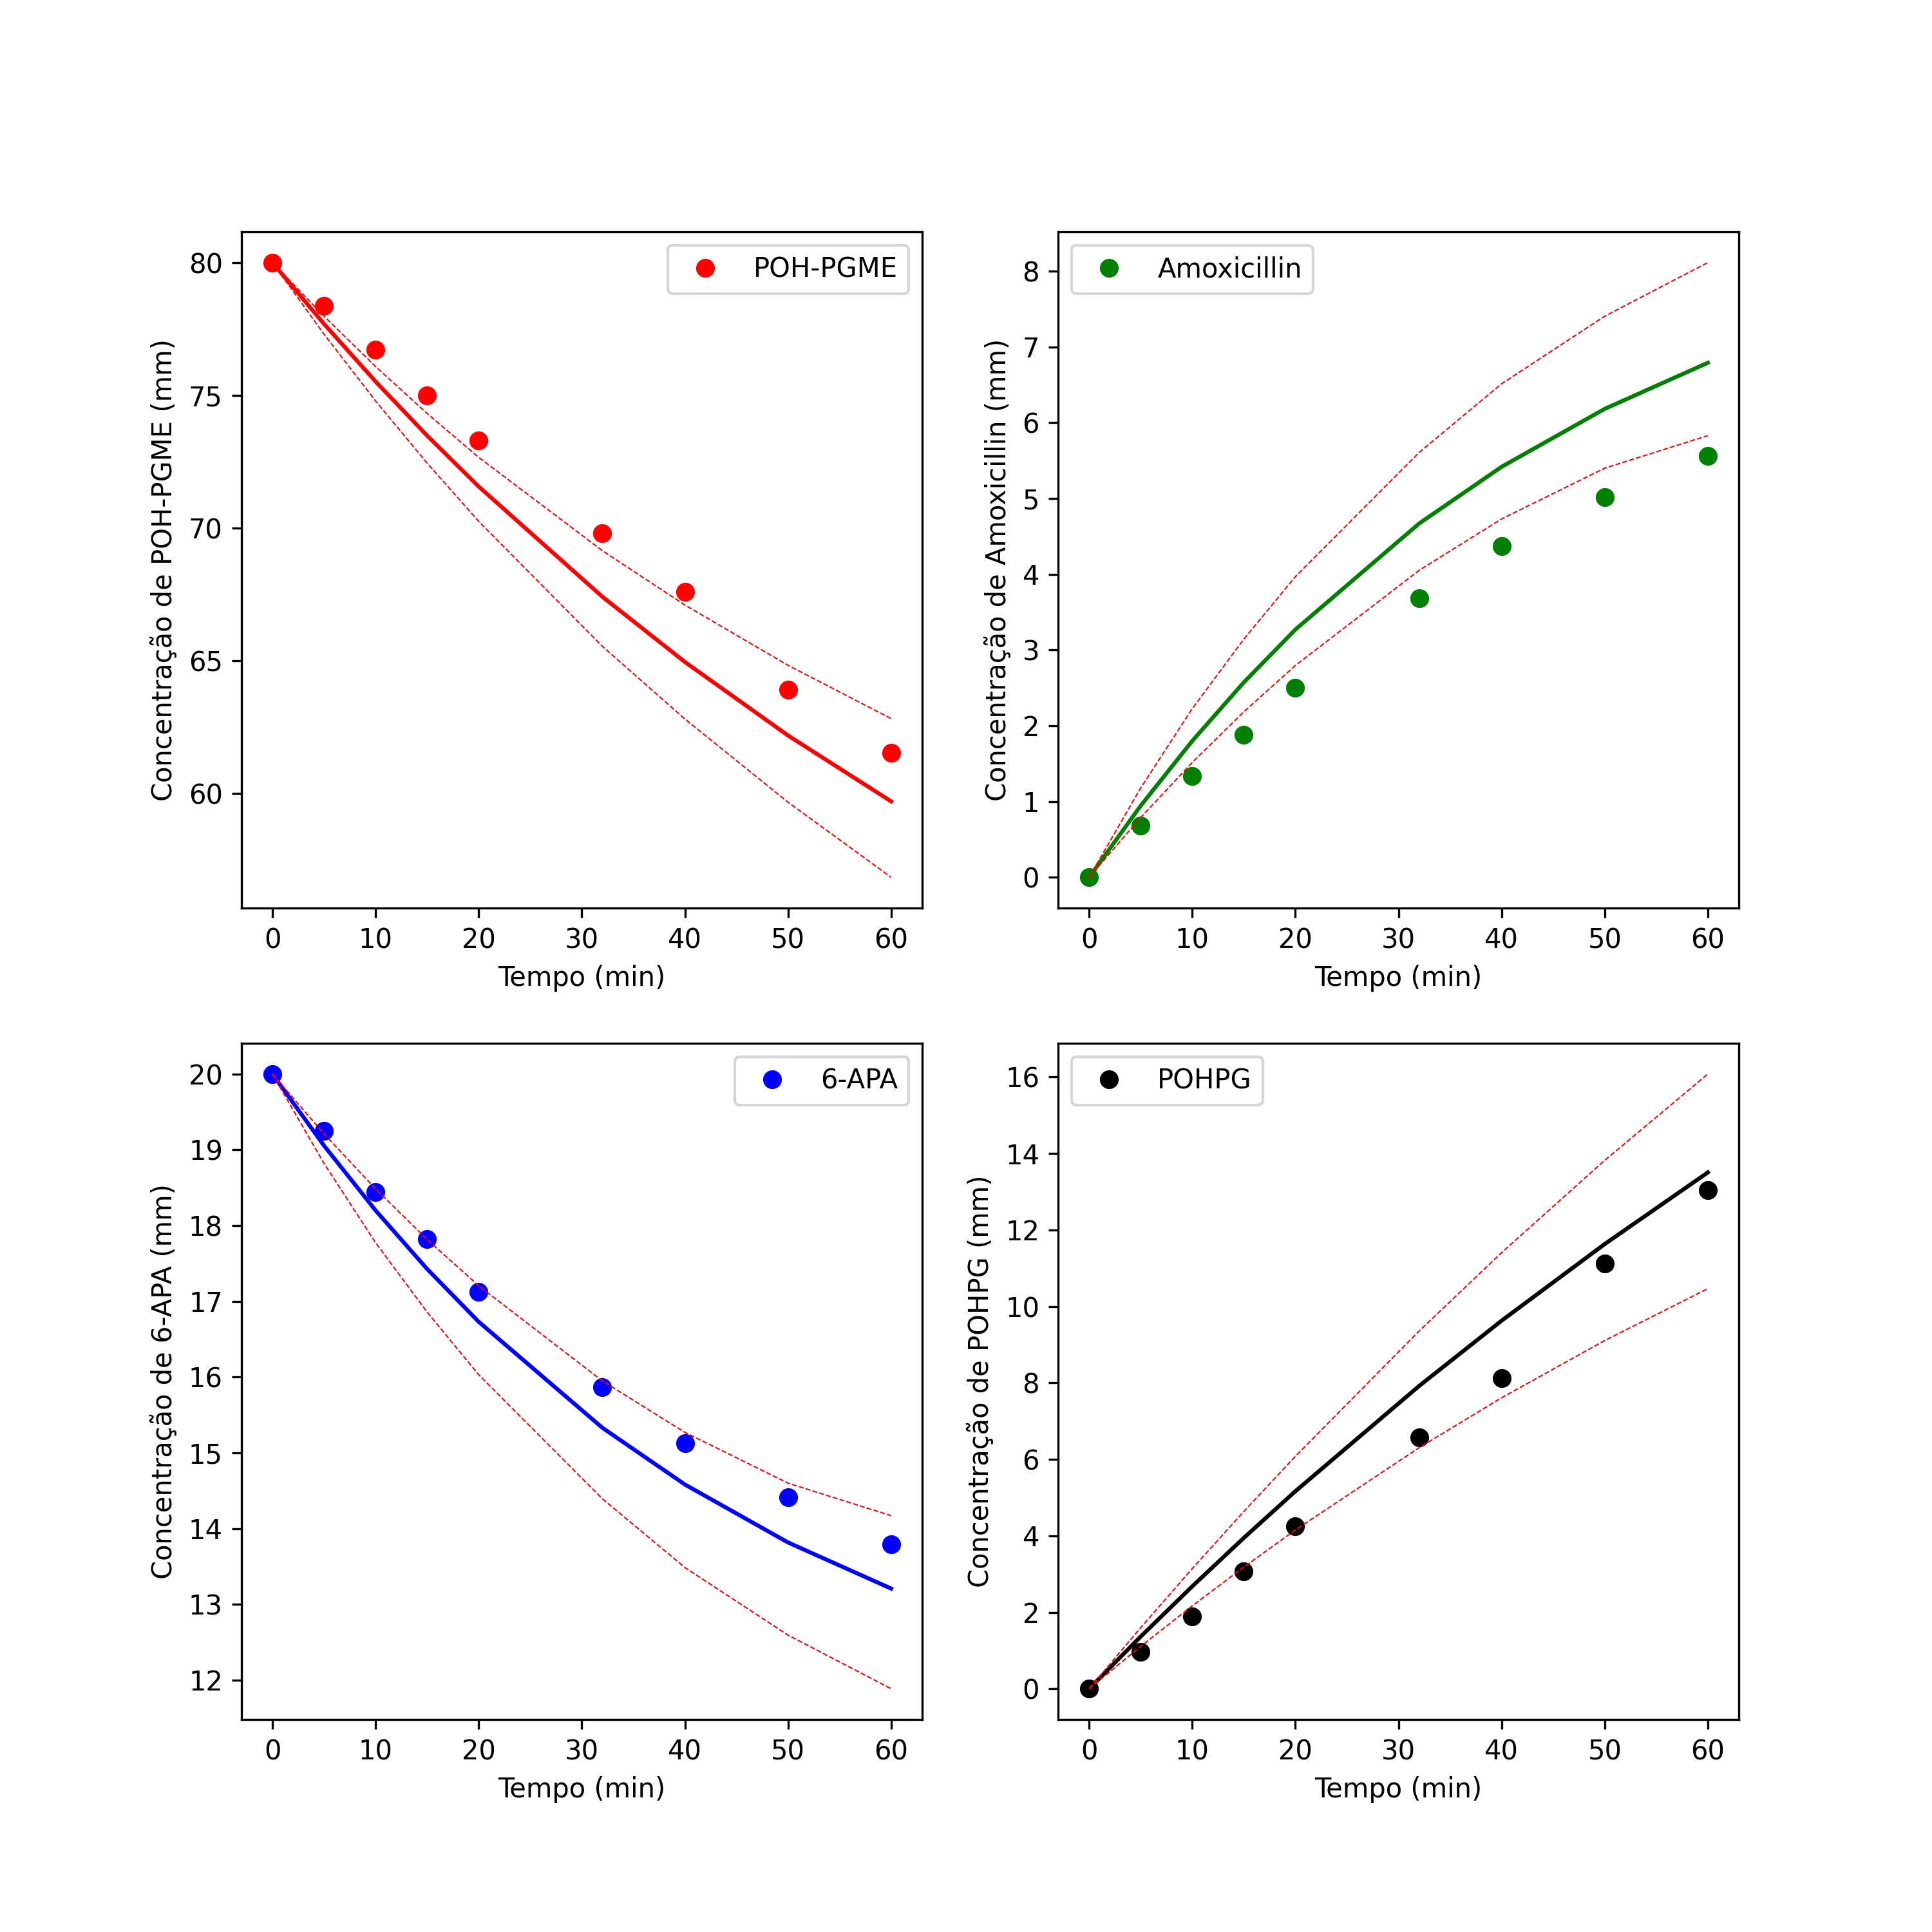 POH-PGME
80
75
70
65
60
Concentração de POH-PGME (mm)
0 10 20 30 40 50 60
Tempo (min)
Amoxicillin
8
7
6
5
4
3
2
1
0
Concentração de Amoxicillin (mm)
0 10 20 30 40 50 60
Tempo (min)
6-APA
20
19
18
17
16
15
14
13
12
Concentração de 6-APA (mm)
0 10 20 30 40 50 60
Tempo (min)
POHPG
16
14
12
10
8
6
4
2
0
Concentração de POHPG (mm)
0 10 20 30 40 50 60
Tempo (min)